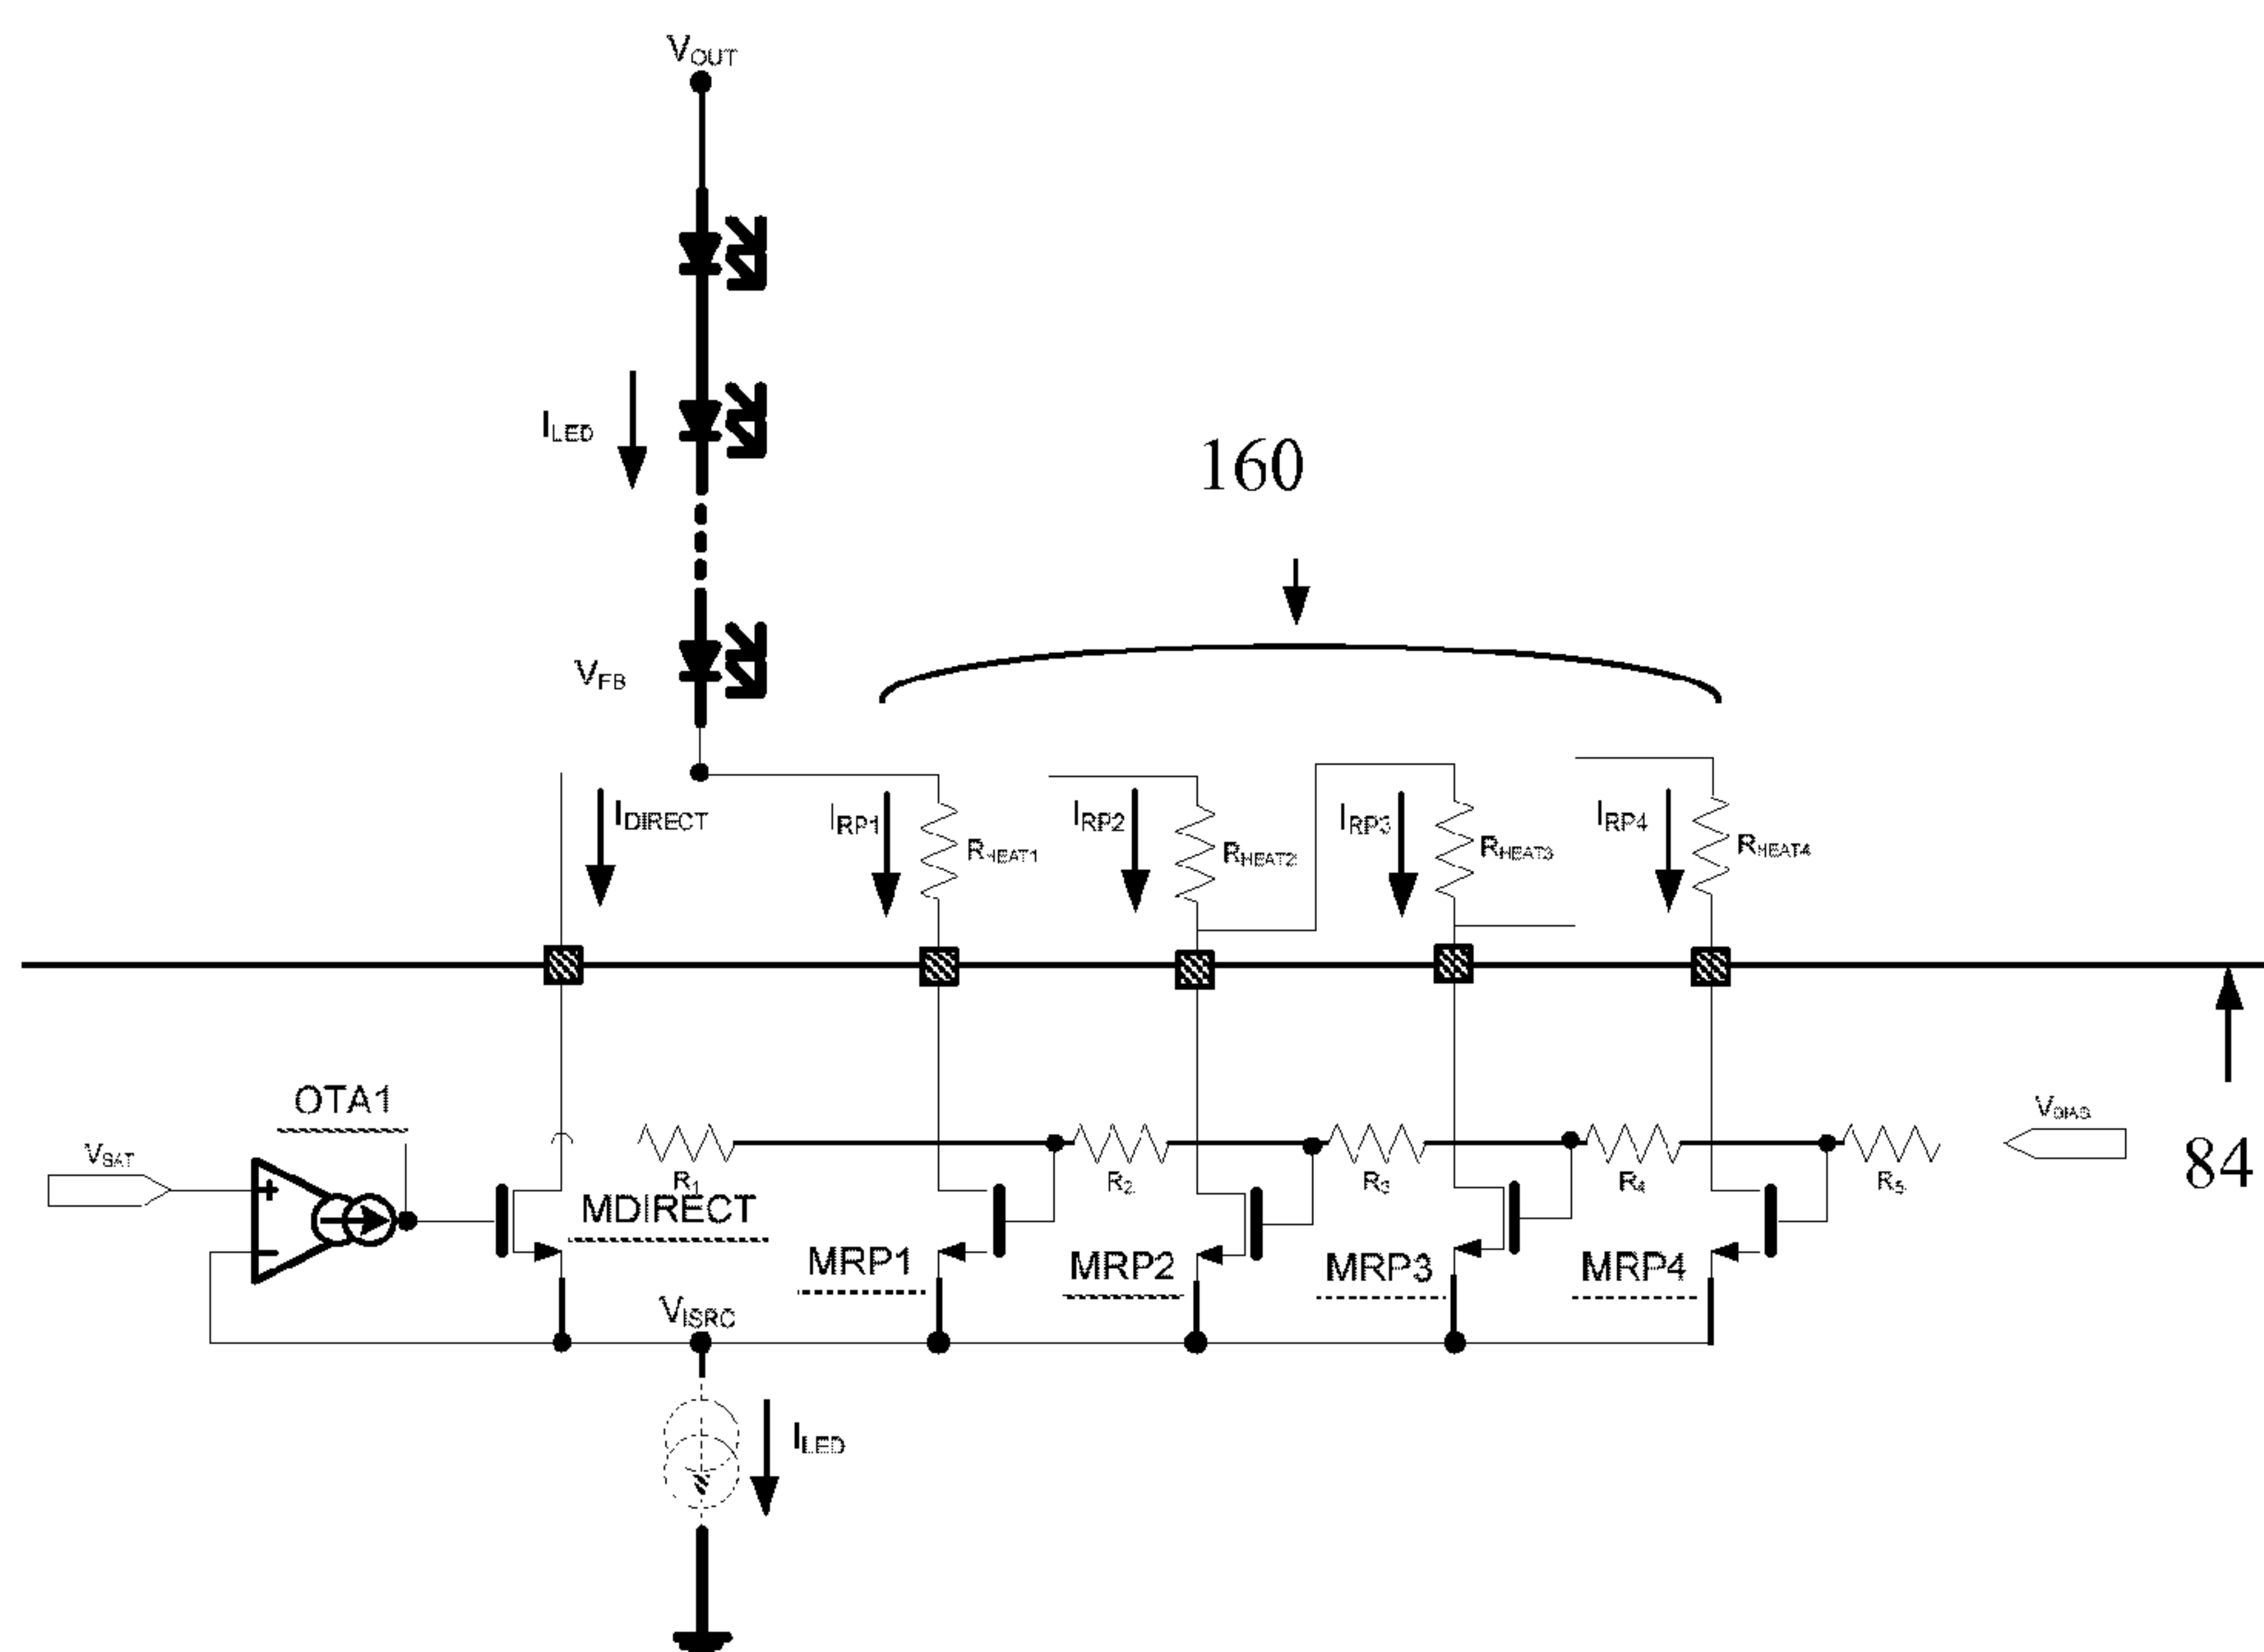 VOUT
ILED
160
VFB
IDIRECT
IRP1
RHEAT1
IRP2
RHEAT2
IRP3
RHEAT3
IRP4
RHEAT4
OTA1
VSAT
+
−
R1
R2
R3
R4
R5
VBIAS
84
MDIRECT
MRP1
MRP2
MRP3
MRP4
VISRC
ILED